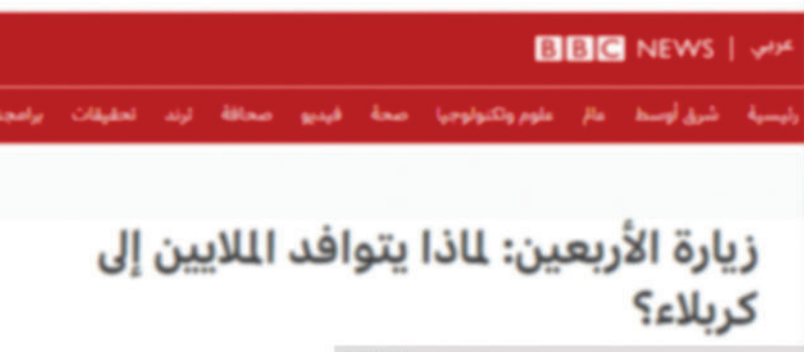 BBC NEWS | عربي
رئيسية شرق أوسط عالم علوم وتكنولوجيا صحة فيديو صحافة ترند تحقيقات برامجنا
زيارة الأربعين: لماذا يتوافد الملايين إلى
كربلاء؟